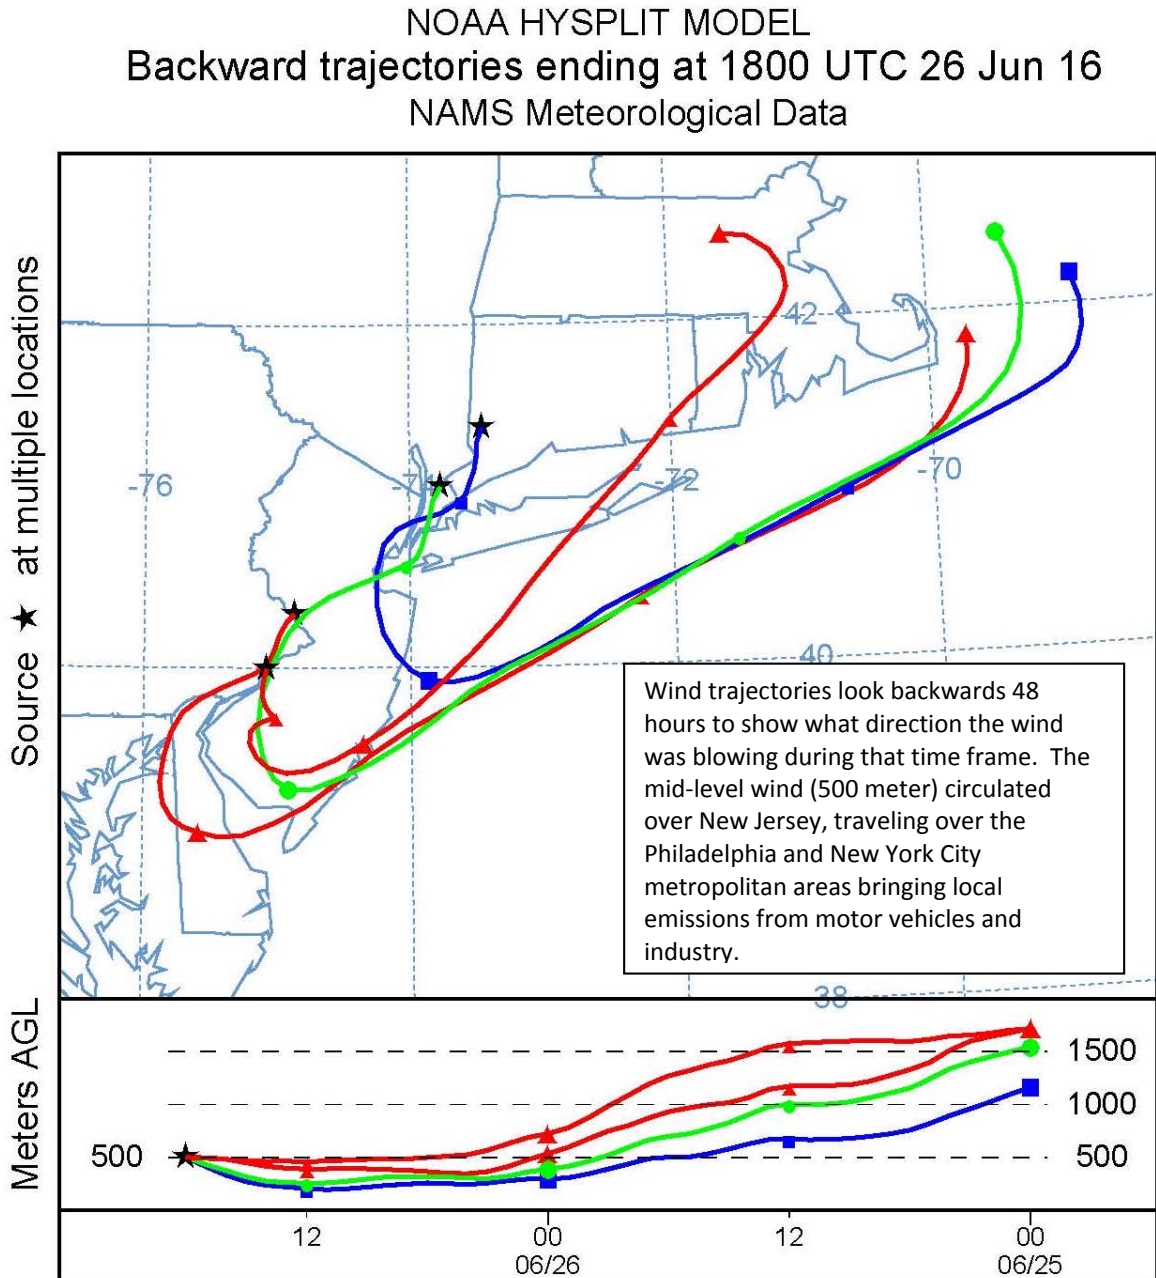 NOAA HYSPLIT MODEL
Backward trajectories ending at 1800 UTC 26 Jun 16
NAMS Meteorological Data
Source ★ at multiple locations
42
-76
-74
-72
-70
40
Wind trajectories look backwards 48
hours to show what direction the wind
was blowing during that time frame.  The
mid-level wind (500 meter) circulated
over New Jersey, traveling over the
Philadelphia and New York City
metropolitan areas bringing local
emissions from motor vehicles and
industry.
38
Meters AGL
1500
1000
500
500
12
00
12
00
06/26
06/25